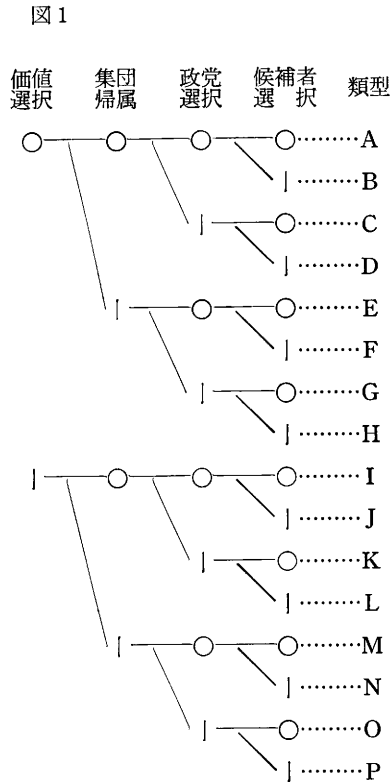 図1
価値 集団 政党 候補者 類型
選択 帰属 選択 選択
○ ○ ○ ○………A
|………B
| ○………C
|………D
| ○ ○………E
|………F
| ○………G
|………H
| ○ ○ ○………I
|………J
| ○………K
|………L
| ○ ○………M
|………N
| ○………O
|………P